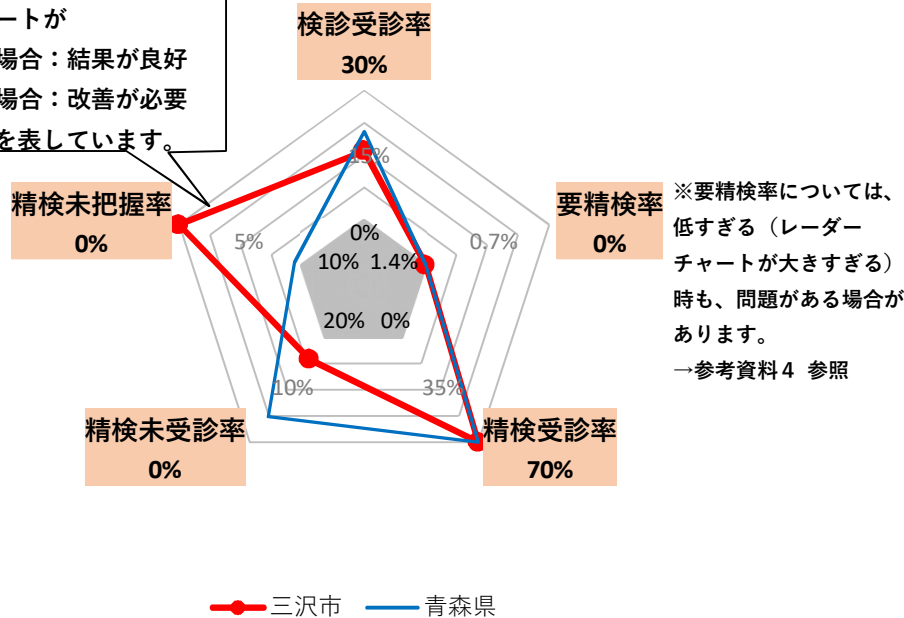 ートが
場合：結果が良好
場合：改善が必要
を表しています。
検診受診率
30%
15%
0%
精検未把握率
0%
5%
10%
1.4%
0.7%
要精検率
0%
※要精検率については、
低すぎる（レーダー
チャートが大きすぎる）
時も、問題がある場合が
あります。
→参考資料４ 参照
20%
0%
10%
35%
精検未受診率
0%
精検受診率
70%
三沢市
青森県